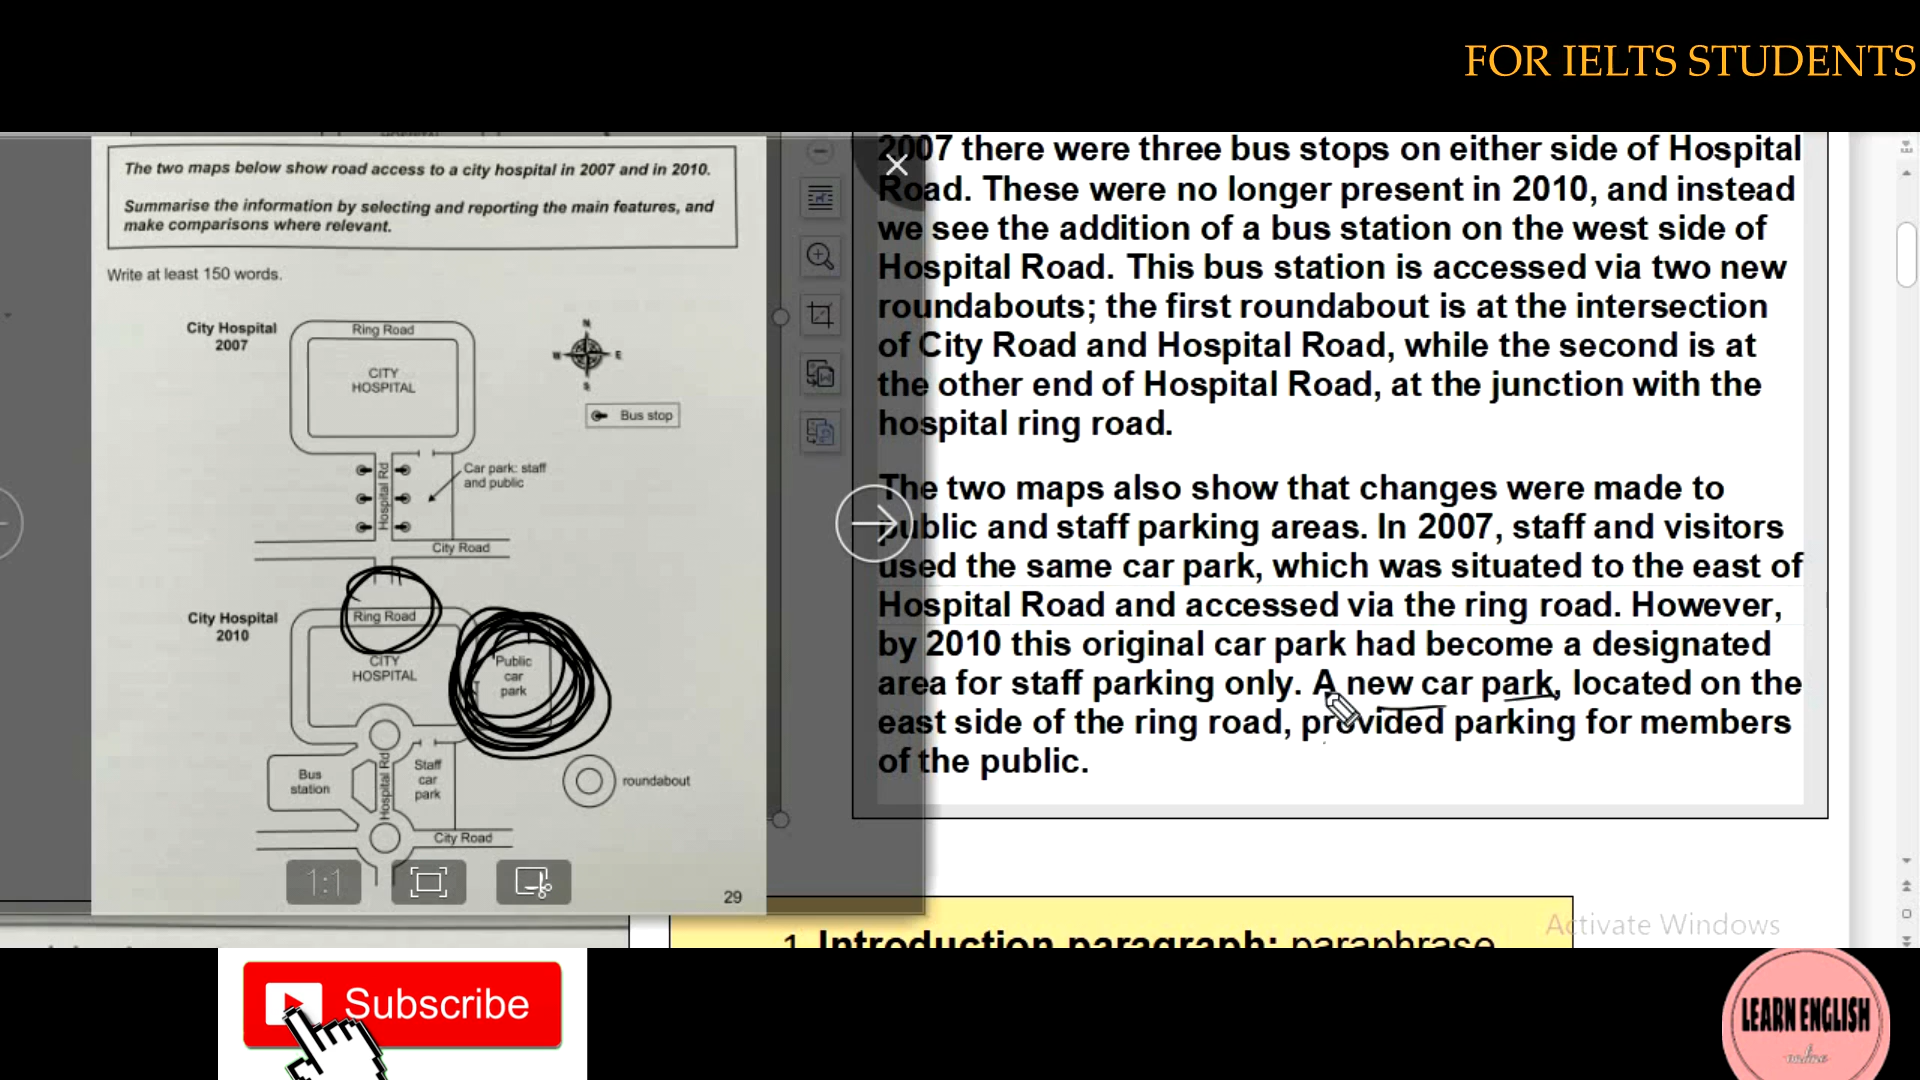 FOR IELTS STUDENTS
The two maps below show road access to a city hospital in 2007 and in 2010.
Summarise the information by selecting and reporting the main features, and
make comparisons where relevant.
Write at least 150 words.
City Hospital
2007
Ring Road
CITY
HOSPITAL
N
W
E
S
Bus stop
Hospital Rd
Car park: staff
and public
City Road
City Hospital
2010
Ring Road
CITY
HOSPITAL
Public
car
park
Bus
station
Hospital Rd
Staff
car
park
roundabout
City Road
1:1
29
2007 there were three bus stops on either side of Hospital
Road. These were no longer present in 2010, and instead
we see the addition of a bus station on the west side of
Hospital Road. This bus station is accessed via two new
roundabouts; the first roundabout is at the intersection
of City Road and Hospital Road, while the second is at
the other end of Hospital Road, at the junction with the
hospital ring road.
The two maps also show that changes were made to
public and staff parking areas. In 2007, staff and visitors
used the same car park, which was situated to the east of
Hospital Road and accessed via the ring road. However,
by 2010 this original car park had become a designated
area for staff parking only. A new car park, located on the
east side of the ring road, provided parking for members
of the public.
1. Introduction paragraph: paraphrase
Activate Windows
Subscribe
LEARN ENGLISH
online